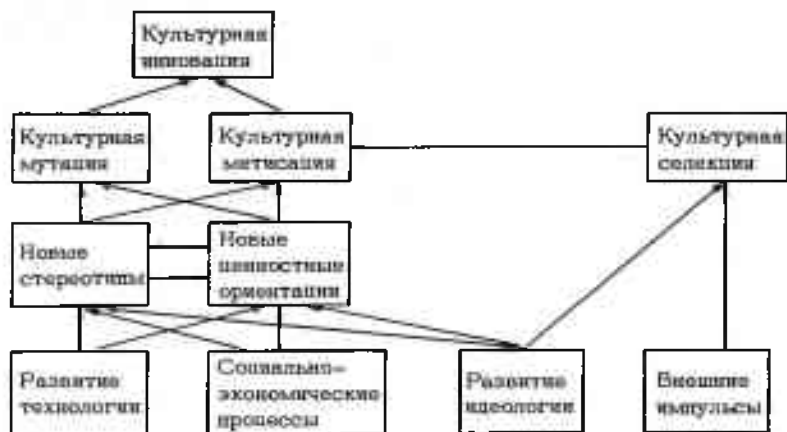 Культурная
инновация
Культурная
мутация
Культурная
метисация
Культурная
селекция
Новые
стереотипы
Новые
ценностные
ориентации
Развитие
технологии
Социально-
экономические
процессы
Развитие
идеологии
Внешние
импульсы